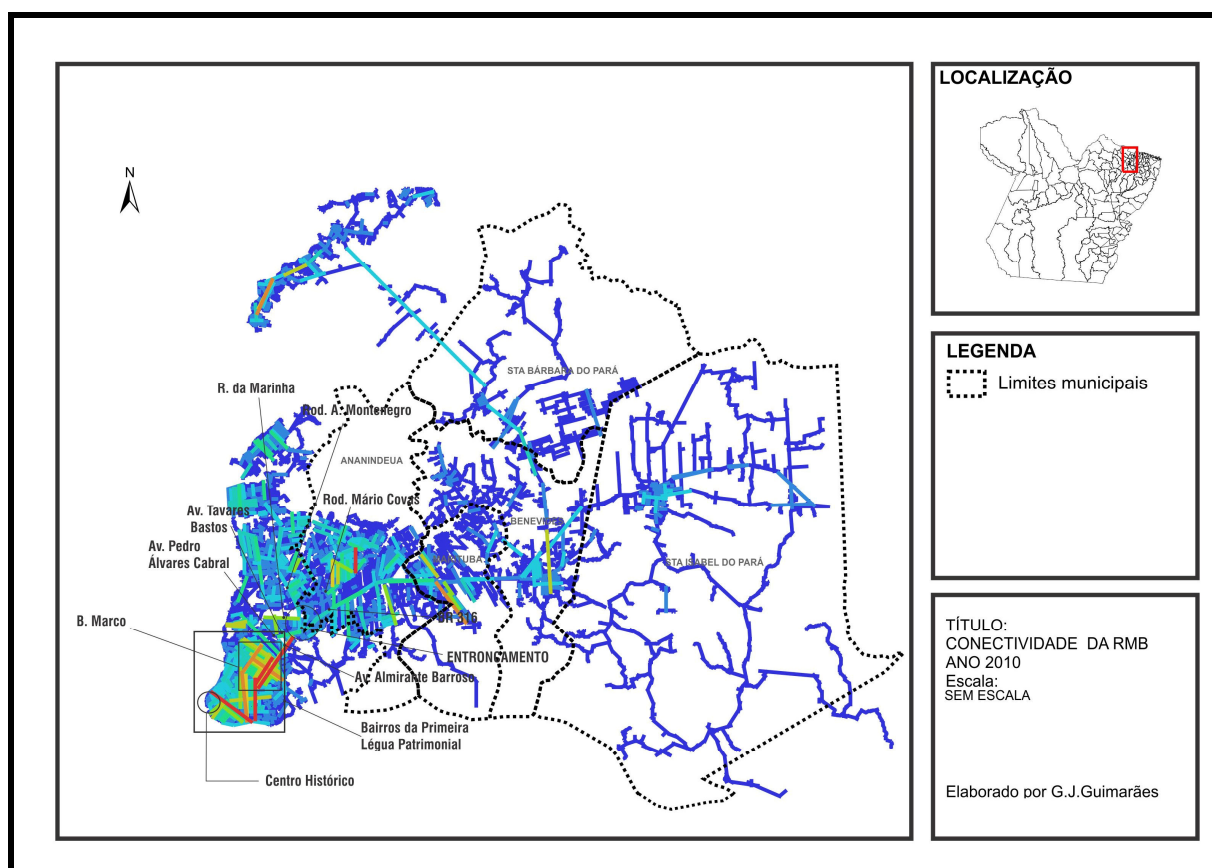 LOCALIZAÇÃO
N
STA BÁRBARA DO PARÁ
R. da Marinha
Rod. A. Montenegro
ANANINDEUA
Rod. Mário Covas
Av. Tavares
Bastos
BENEVIDES
Av. Pedro
Álvares Cabral
STA ISABEL DO PARÁ
BR 316
B. Marco
ENTRONCAMENTO
Av. Almirante Barroso
Bairros da Primeira
Légua Patrimonial
Centro Histórico
LEGENDA
Limites municipais
TÍTULO:
CONECTIVIDADE DA RMB
ANO 2010
Escala:
SEM ESCALA
Elaborado por G.J.Guimarães